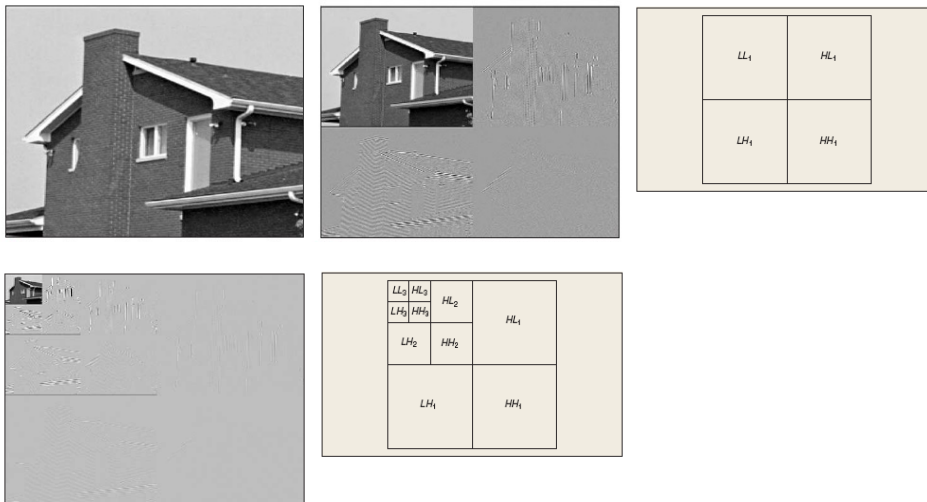 LL₁ HL₁
LH₁ HH₁
LL₃ HL₃ HL₂ HL₁
LH₃ HH₃
LH₂ HH₂
LH₁ HH₁